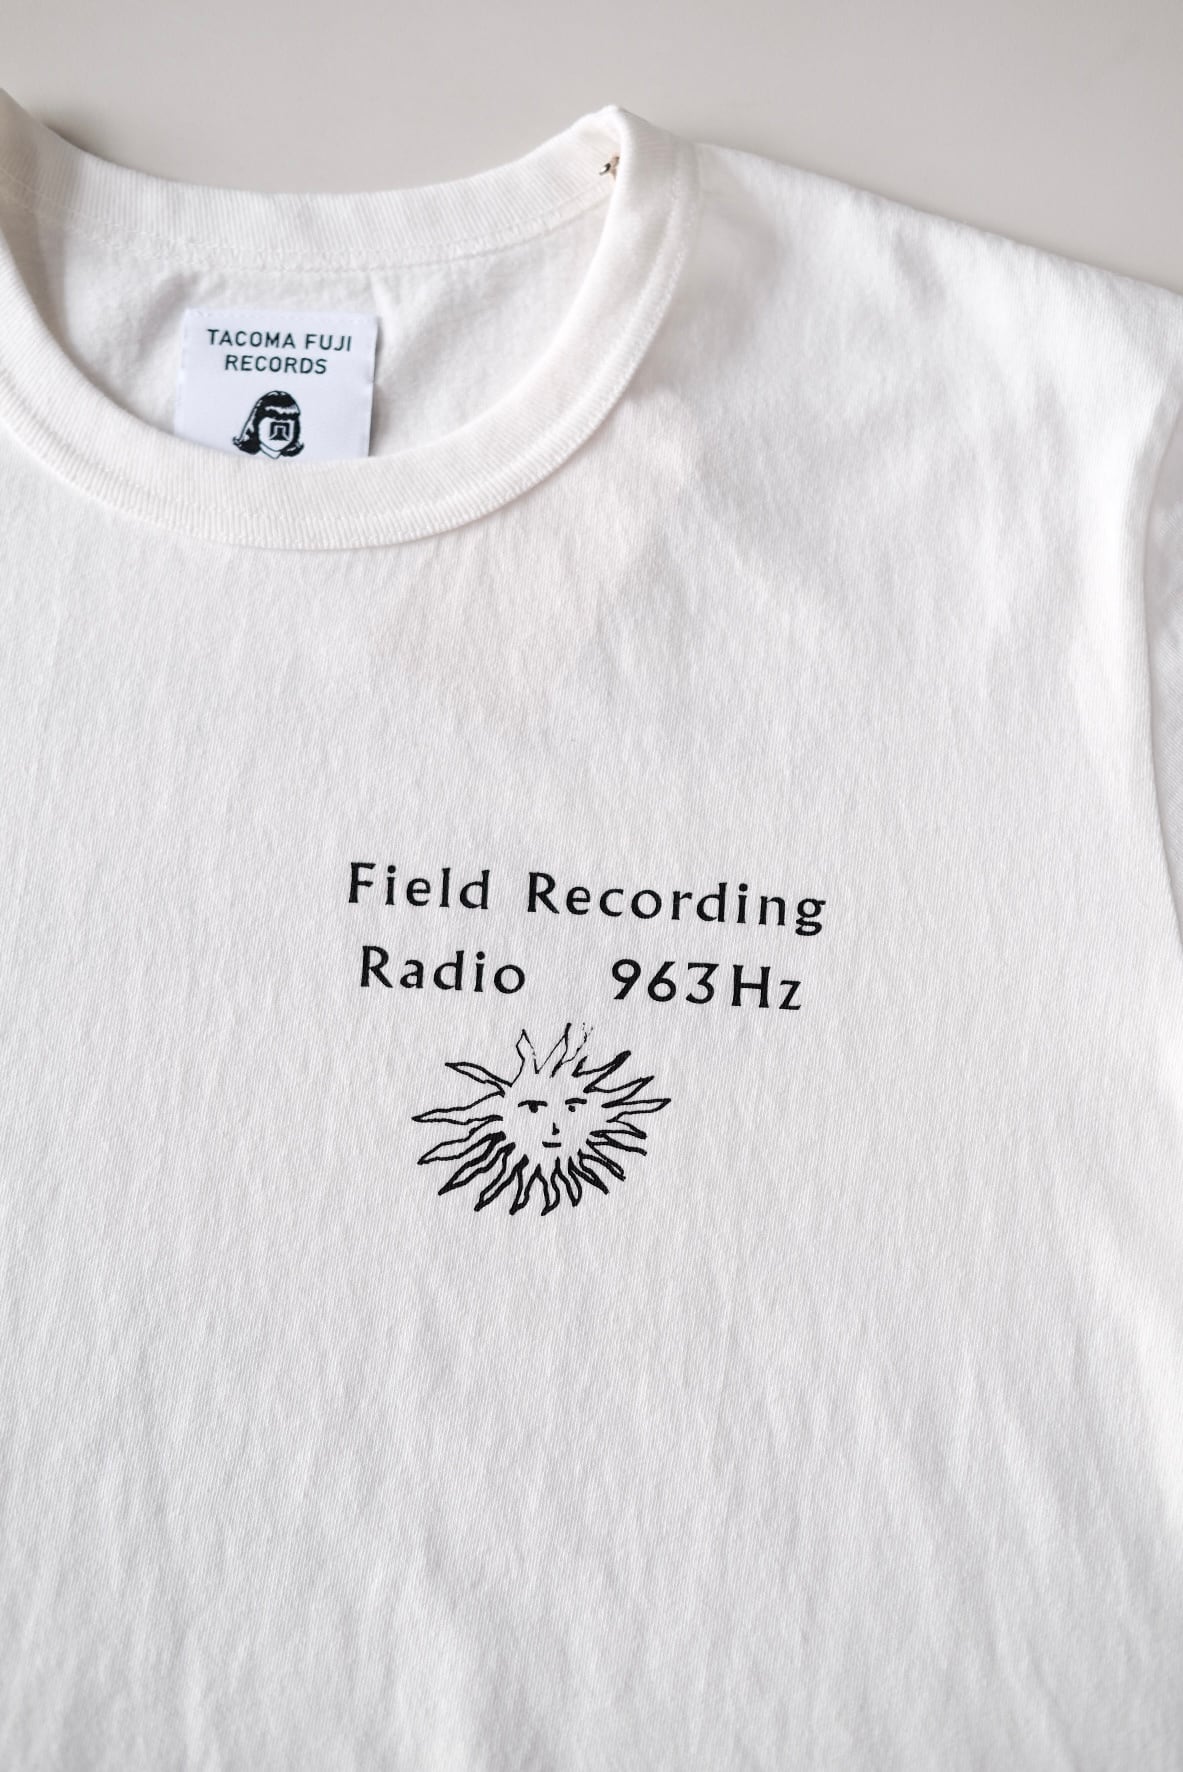 TACOMA FUJI
RECORDS
Field Recording
Radio 963Hz